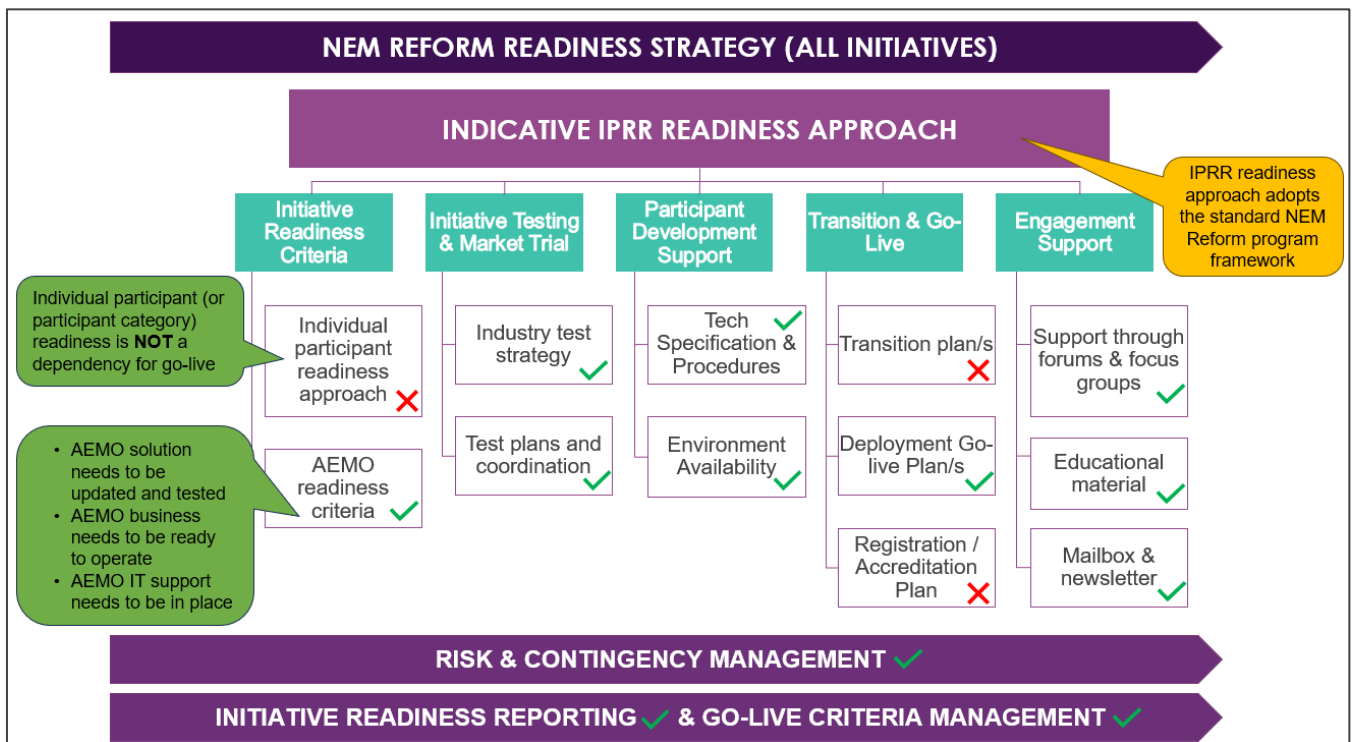 NEM REFORM READINESS STRATEGY (ALL INITIATIVES)
INDICATIVE IPRR READINESS APPROACH
IPRR readiness
approach adopts
the standard NEM
Reform program
framework
Initiative
Readiness
Criteria
Initiative Testing
& Market Trial
Participant
Development
Support
Transition & Go-
Live
Engagement
Support
Individual participant (or
participant category)
readiness is NOT a
dependency for go-live
Individual
participant
readiness
approach
Industry test
strategy
Tech
Specification &
Procedures
Transition plan/s
Support through
forums & focus
groups
• AEMO solution
needs to be
updated and tested
• AEMO business
needs to be ready
to operate
• AEMO IT support
needs to be in place
AEMO
readiness
criteria
Test plans and
coordination
Environment
Availability
Deployment Go-
live Plan/s
Educational
material
Registration /
Accreditation
Plan
Mailbox &
newsletter
RISK & CONTINGENCY MANAGEMENT
INITIATIVE READINESS REPORTING & GO-LIVE CRITERIA MANAGEMENT